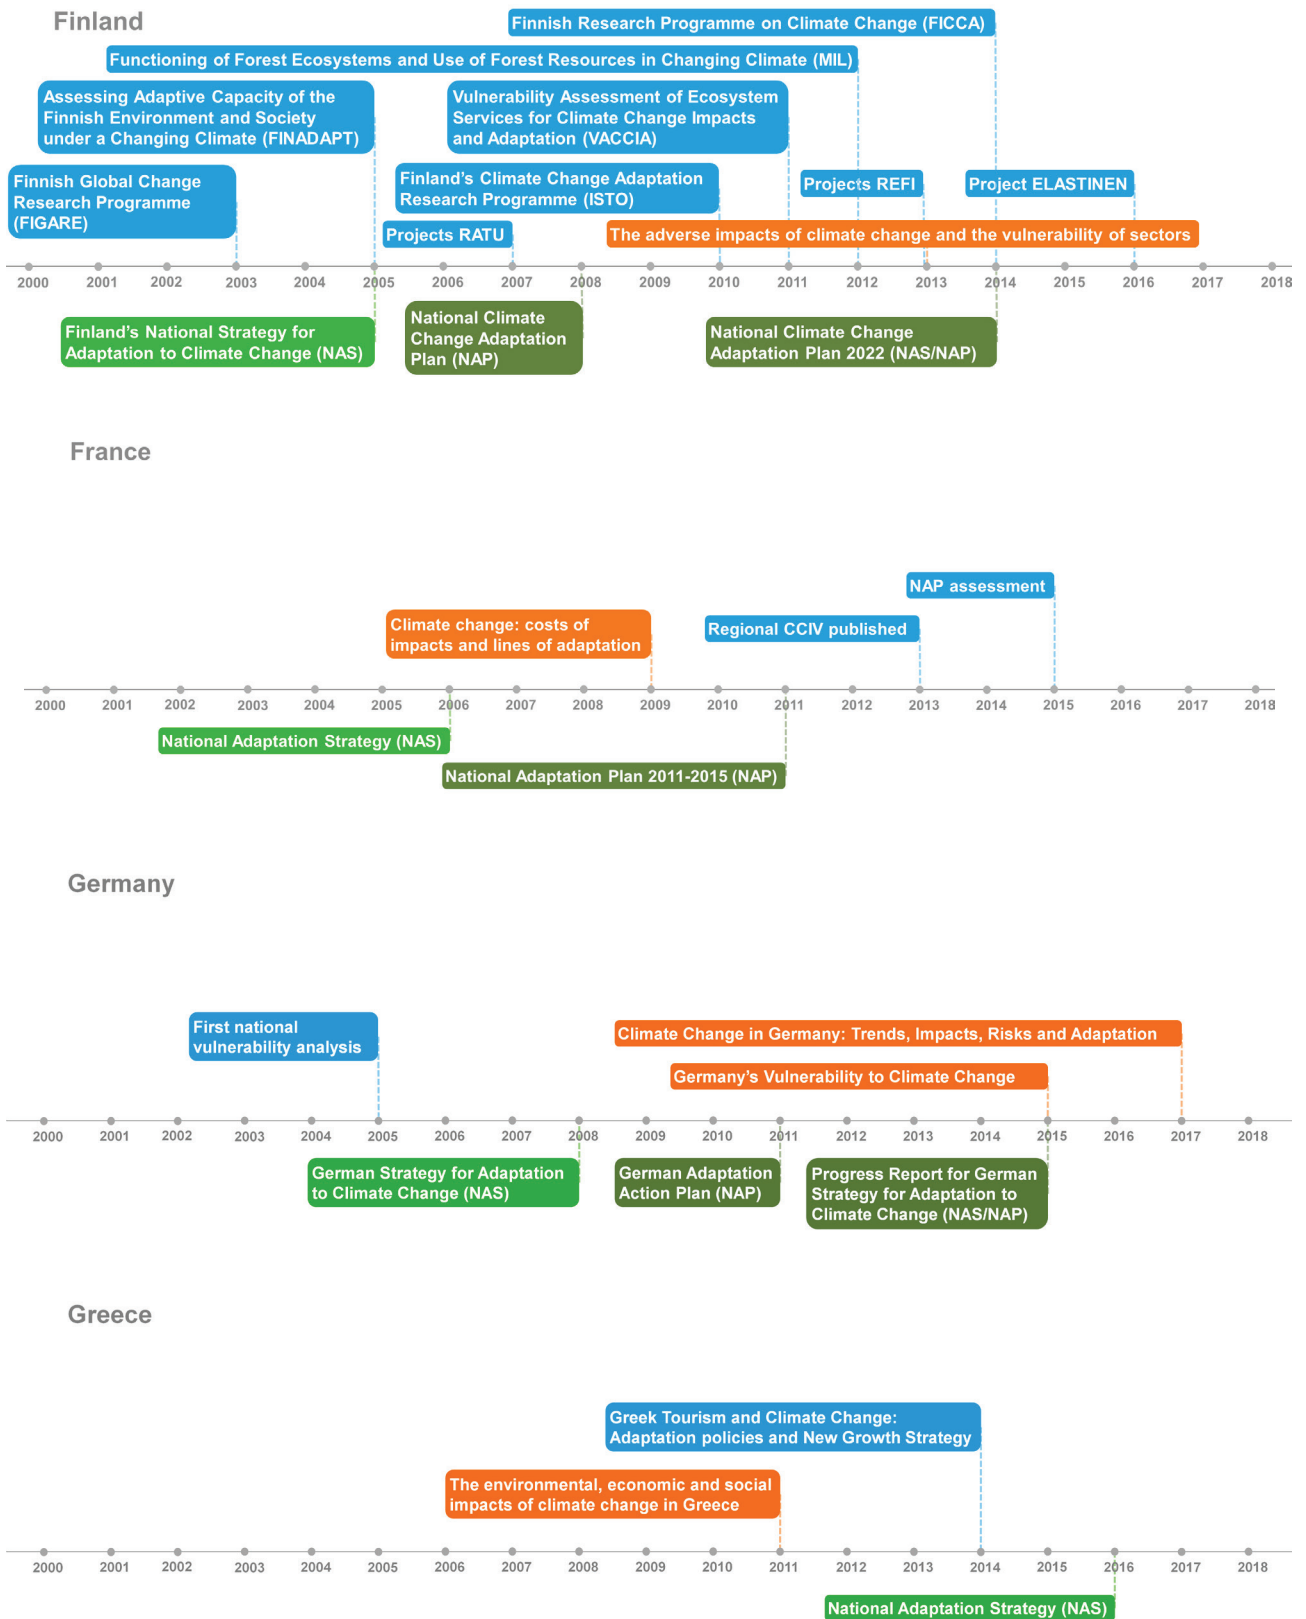 Finland
Finnish Research Programme on Climate Change (FICCA)
Functioning of Forest Ecosystems and Use of Forest Resources in Changing Climate (MIL)
Assessing Adaptive Capacity of the
Finnish Environment and Society
under a Changing Climate (FINADAPT)
Vulnerability Assessment of Ecosystem
Services for Climate Change Impacts
and Adaptation (VACCIA)
Finnish Global Change
Research Programme
(FIGARE)
Finland's Climate Change Adaptation
Research Programme (ISTO)
Projects REFI
Project ELASTINEN
Projects RATU
The adverse impacts of climate change and the vulnerability of sectors
2000 2001 2002 2003 2004 2005 2006 2007 2008 2009 2010 2011 2012 2013 2014 2015 2016 2017 2018
Finland's National Strategy for
Adaptation to Climate Change (NAS)
National Climate
Change Adaptation
Plan (NAP)
National Climate Change
Adaptation Plan 2022 (NAS/NAP)
France
NAP assessment
Climate change: costs of
impacts and lines of adaptation
Regional CCIV published
2000 2001 2002 2003 2004 2005 2006 2007 2008 2009 2010 2011 2012 2013 2014 2015 2016 2017 2018
National Adaptation Strategy (NAS)
National Adaptation Plan 2011-2015 (NAP)
Germany
First national
vulnerability analysis
Climate Change in Germany: Trends, Impacts, Risks and Adaptation
Germany's Vulnerability to Climate Change
2000 2001 2002 2003 2004 2005 2006 2007 2008 2009 2010 2011 2012 2013 2014 2015 2016 2017 2018
German Strategy for Adaptation
to Climate Change (NAS)
German Adaptation
Action Plan (NAP)
Progress Report for German
Strategy for Adaptation to
Climate Change (NAS/NAP)
Greece
Greek Tourism and Climate Change:
Adaptation policies and New Growth Strategy
The environmental, economic and social
impacts of climate change in Greece
2000 2001 2002 2003 2004 2005 2006 2007 2008 2009 2010 2011 2012 2013 2014 2015 2016 2017 2018
National Adaptation Strategy (NAS)